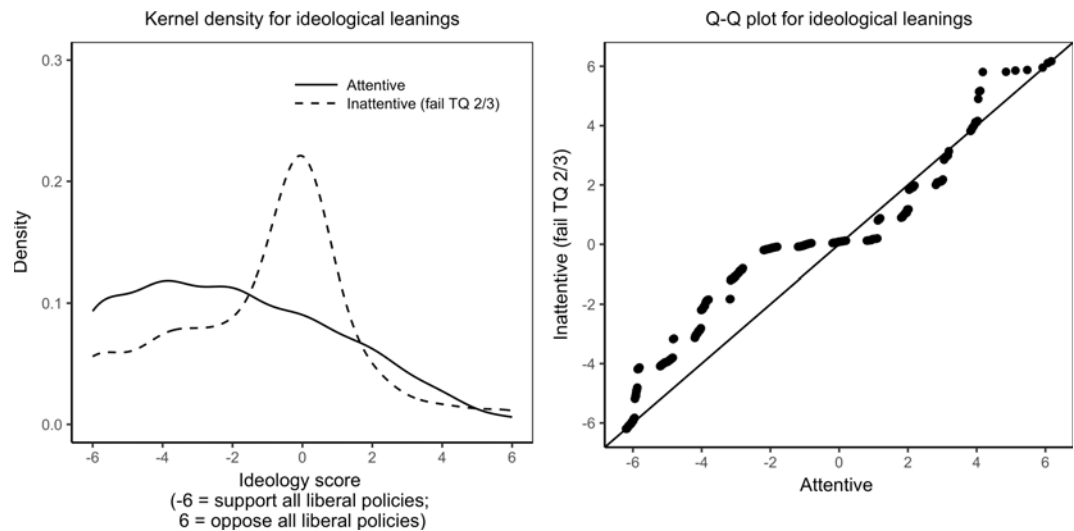 Kernel density for ideological leanings
0.3
0.2
0.1
0.0
Density
Attentive
Inattentive (fail TQ 2/3)
-6 -4 -2 0 2 4 6
Ideology score
(-6 = support all liberal policies;
6 = oppose all liberal policies)
Q-Q plot for ideological leanings
6
4
2
0
-2
-4
-6
Inattentive (fail TQ 2/3)
-6 -4 -2 0 2 4 6
Attentive